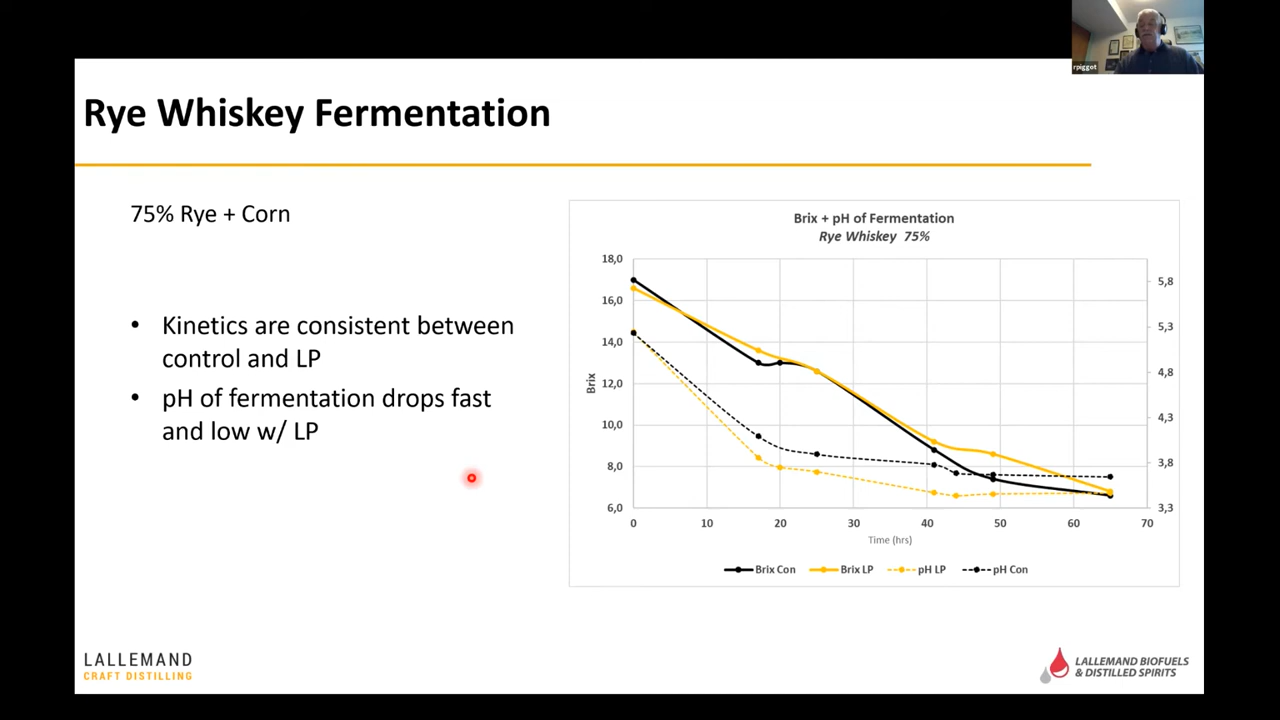 rpiggot
Rye Whiskey Fermentation
75% Rye + Corn
• Kinetics are consistent between
control and LP
• pH of fermentation drops fast
and low w/ LP
Brix + pH of Fermentation
Rye Whiskey 75%
Brix
18,0
16,0
14,0
12,0
10,0
8,0
6,0
5,8
5,3
4,8
4,3
3,8
3,3
0 10 20 30 40 50 60 70
Time (hrs)
Brix Con Brix LP pH LP pH Con
LALLEMAND
CRAFT DISTILLING
LALLEMAND BIOFUELS
& DISTILLED SPIRITS